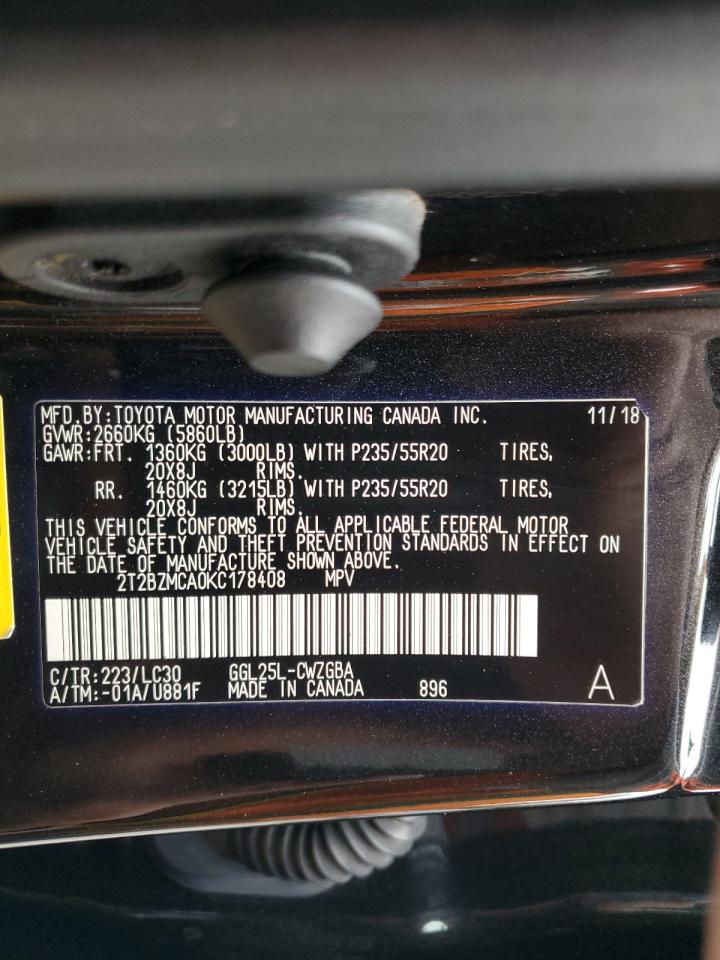 MFD.BY:TOYOTA MOTOR MANUFACTURING CANADA INC. 11/18
GVWR:2660KG (5860LB)
GAWR:FRT. 1360KG (3000LB) WITH P235/55R20 TIRES,
20X8J RIMS.
RR. 1460KG (3215LB) WITH P235/55R20 TIRES,
20X8J RIMS.
THIS VEHICLE CONFORMS TO ALL APPLICABLE FEDERAL MOTOR
VEHICLE SAFETY AND THEFT PREVENTION STANDARDS IN EFFECT ON
THE DATE OF MANUFACTURE SHOWN ABOVE.
2T2BZMCA0KC178408 MPV
C/TR:223/LC30 GGL25L-CWZGBA
A/TM:-01A/U881F MADE IN CANADA 896 A